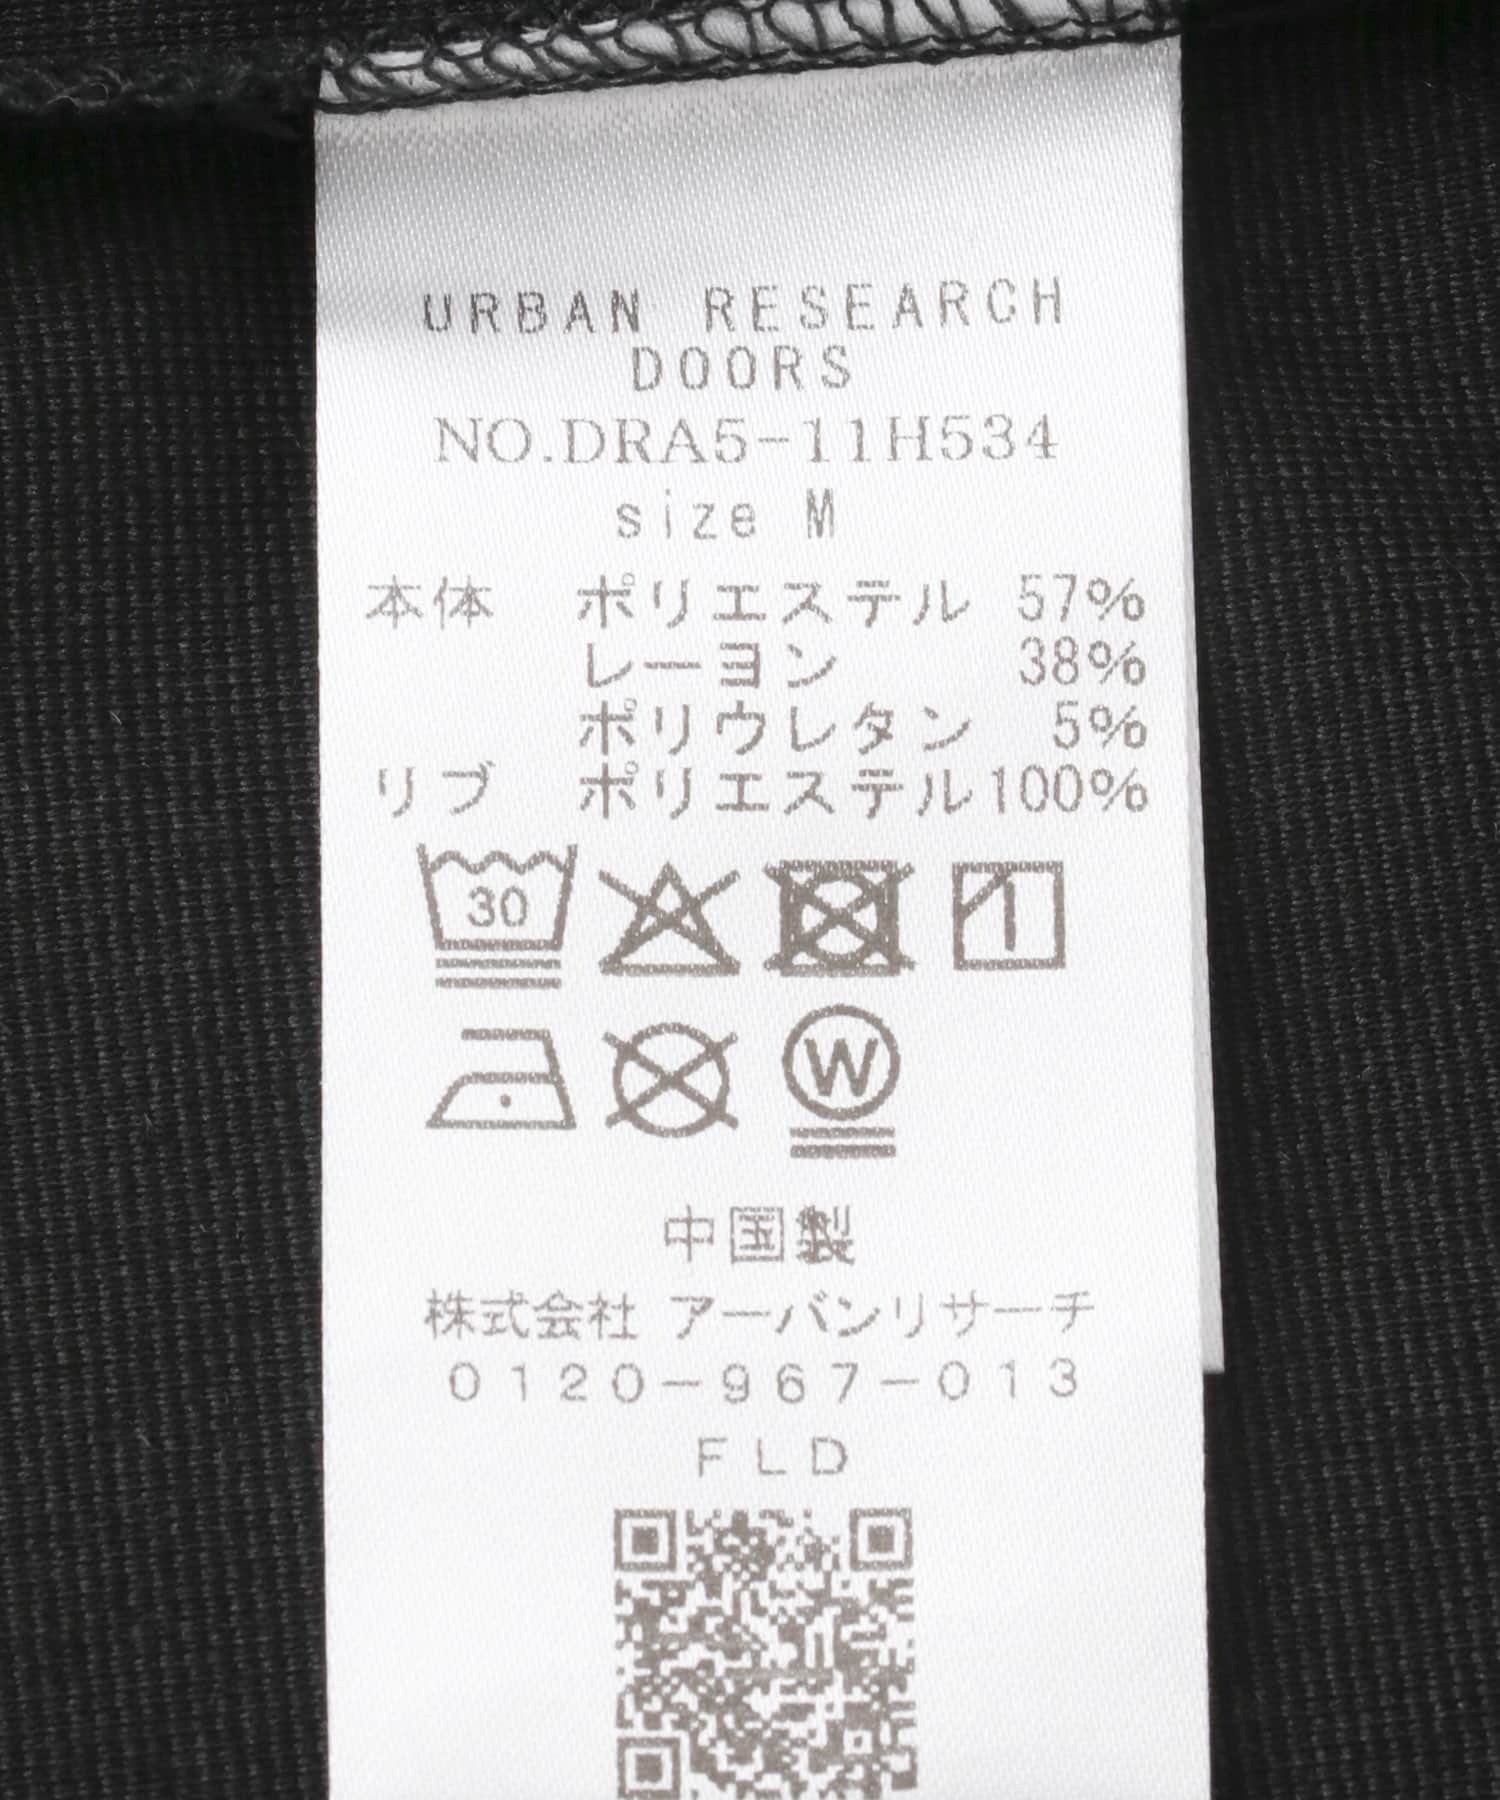 URBAN RESEARCH
DOORS
NO.DRA5-11H534
size M
本体 ポリエステル 57%
レーヨン 38%
ポリウレタン 5%
リブ ポリエステル100%
30
W
中国製
株式会社 アーバンリサーチ
0120-967-013
FLD